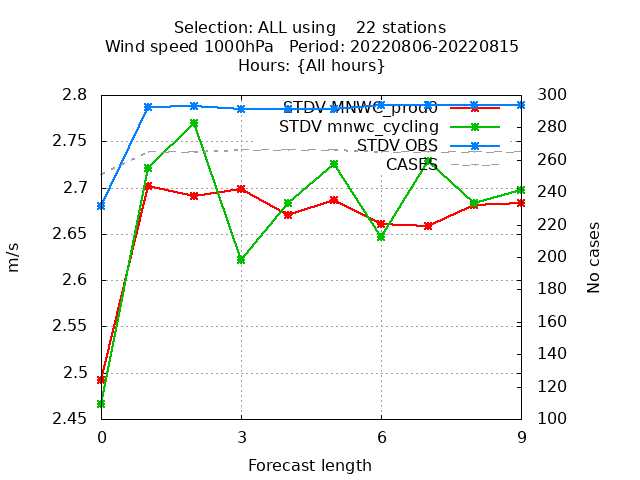 Selection: ALL using    22 stations
Wind speed 1000hPa   Period: 20220806-20220815
Hours: {All hours}
STDV MNWC_prod0
STDV mnwc_cycling
STDV OBS
CASES
2.8
2.75
2.7
2.65
2.6
2.55
2.5
2.45
300
280
260
240
220
200
180
160
140
120
100
m/s
No cases
0
3
6
9
Forecast length